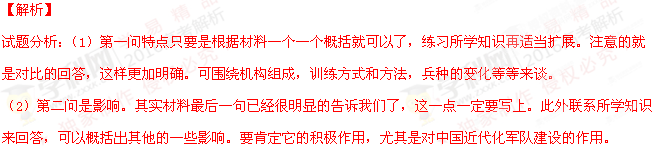 【解析】
试题分析：（1）第一问特点只要是根据材料一个一个概括就可以了，练习所学知识再适当扩展。注意的就
是对比的回答，这样更加明确。可围绕机构组成，训练方式和方法，兵种的变化等等来谈。
（2）第二问是影响。其实材料最后一句已经很明显的告诉我们了，这一点一定要写上。此外联系所学知识
来回答，可以概括出其他的一些影响。要肯定它的积极作用，尤其是对中国近代化军队建设的作用。